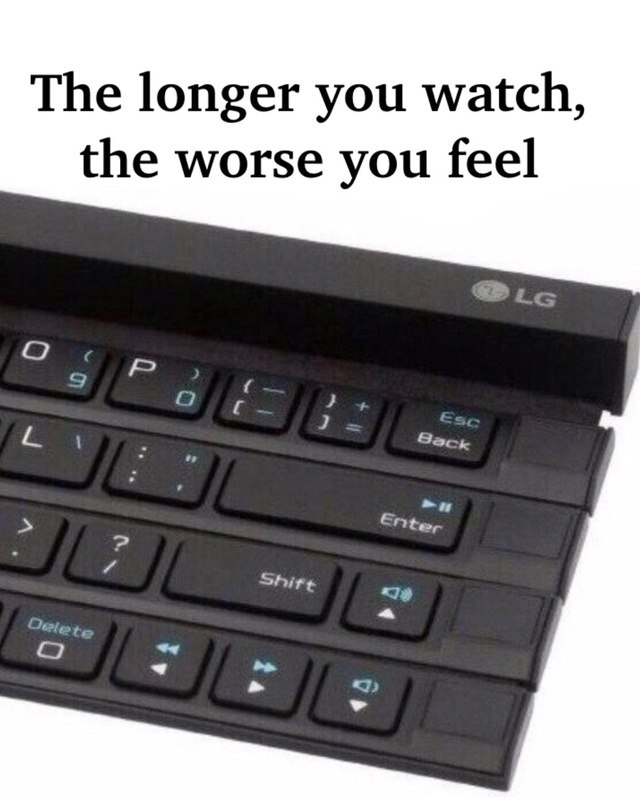 The longer you watch,
the worse you feel
LG
O ( 9 P ) 0 { — [ - } + ] = Esc Back
L \ : ; " ' ⏯ Enter
> . ? / Shift 🔊 ▲
Delete ◀◀ ◀ ▶▶ ▶ 🔉 ▼